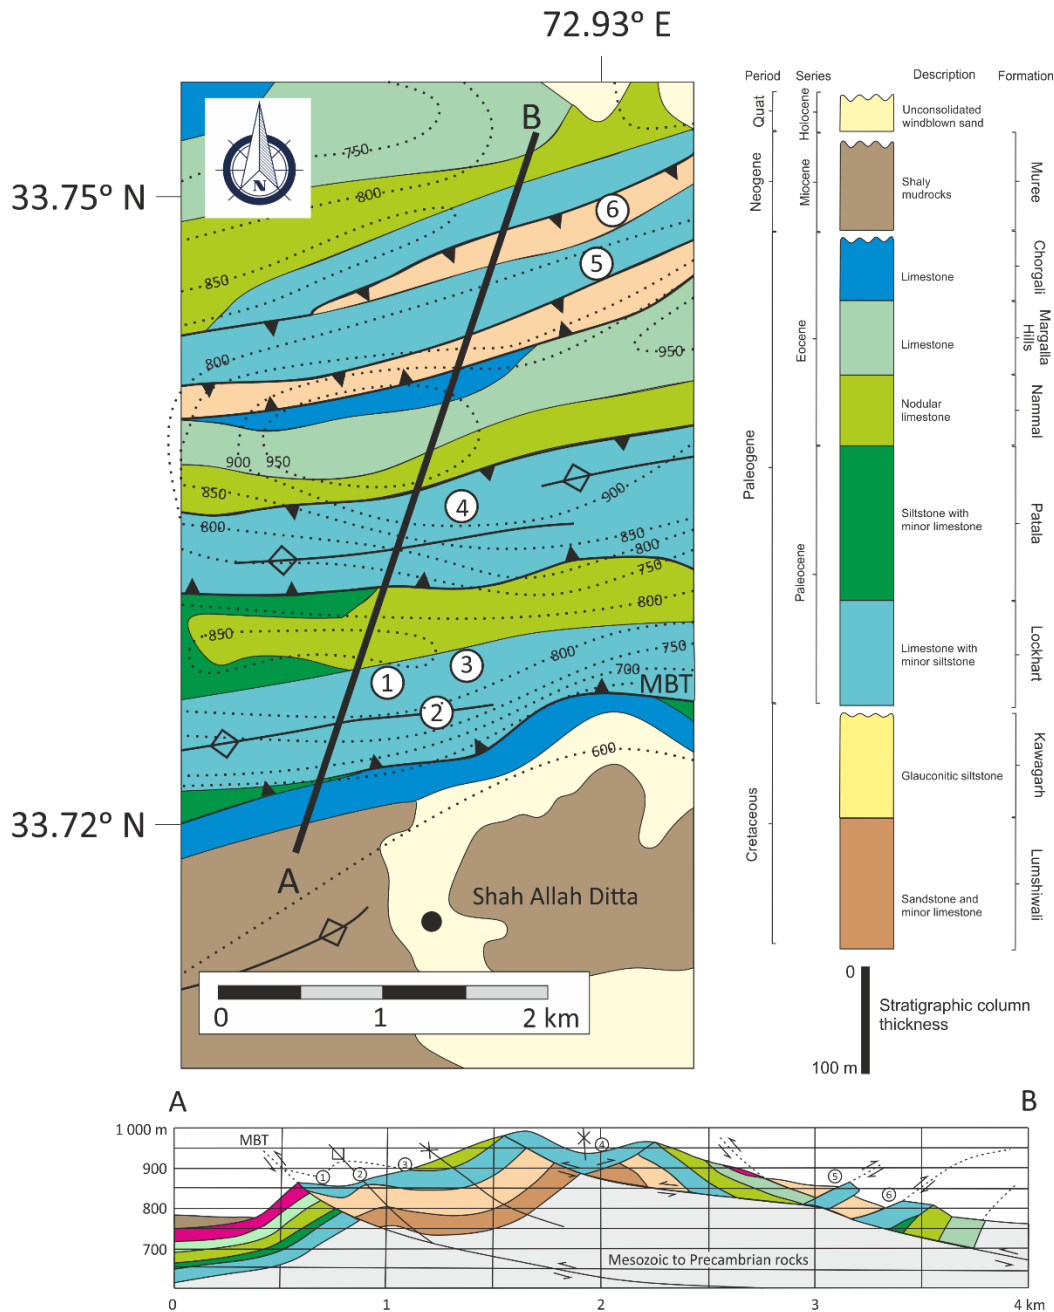 72.93° E
33.75° N
33.72° N
N
B
A
750
800
850
800
900
950
850
800
950
900
850
800
750
800
850
800
750
700
600
6
5
4
3
1
2
MBT
Shah Allah Ditta
0
1
2 km
Period
Series
Description
Formation
Quat
Holocene
Unconsolidated
windblown sand
Neogene
Miocene
Shaly
mudrocks
Muree
Paleogene
Eocene
Limestone
Chorgali
Limestone
Margalla
Hills
Nodular
limestone
Nammal
Paleocene
Siltstone with
minor limestone
Patala
Limestone with
minor siltstone
Lockhart
Cretaceous
Glauconitic siltstone
Kawagarh
Sandstone and
minor limestone
Lumshiwali
0
100 m
Stratigraphic column
thickness
A
B
1 000 m
900
800
700
MBT
1
2
3
4
5
6
Mesozoic to Precambrian rocks
0
1
2
3
4 km